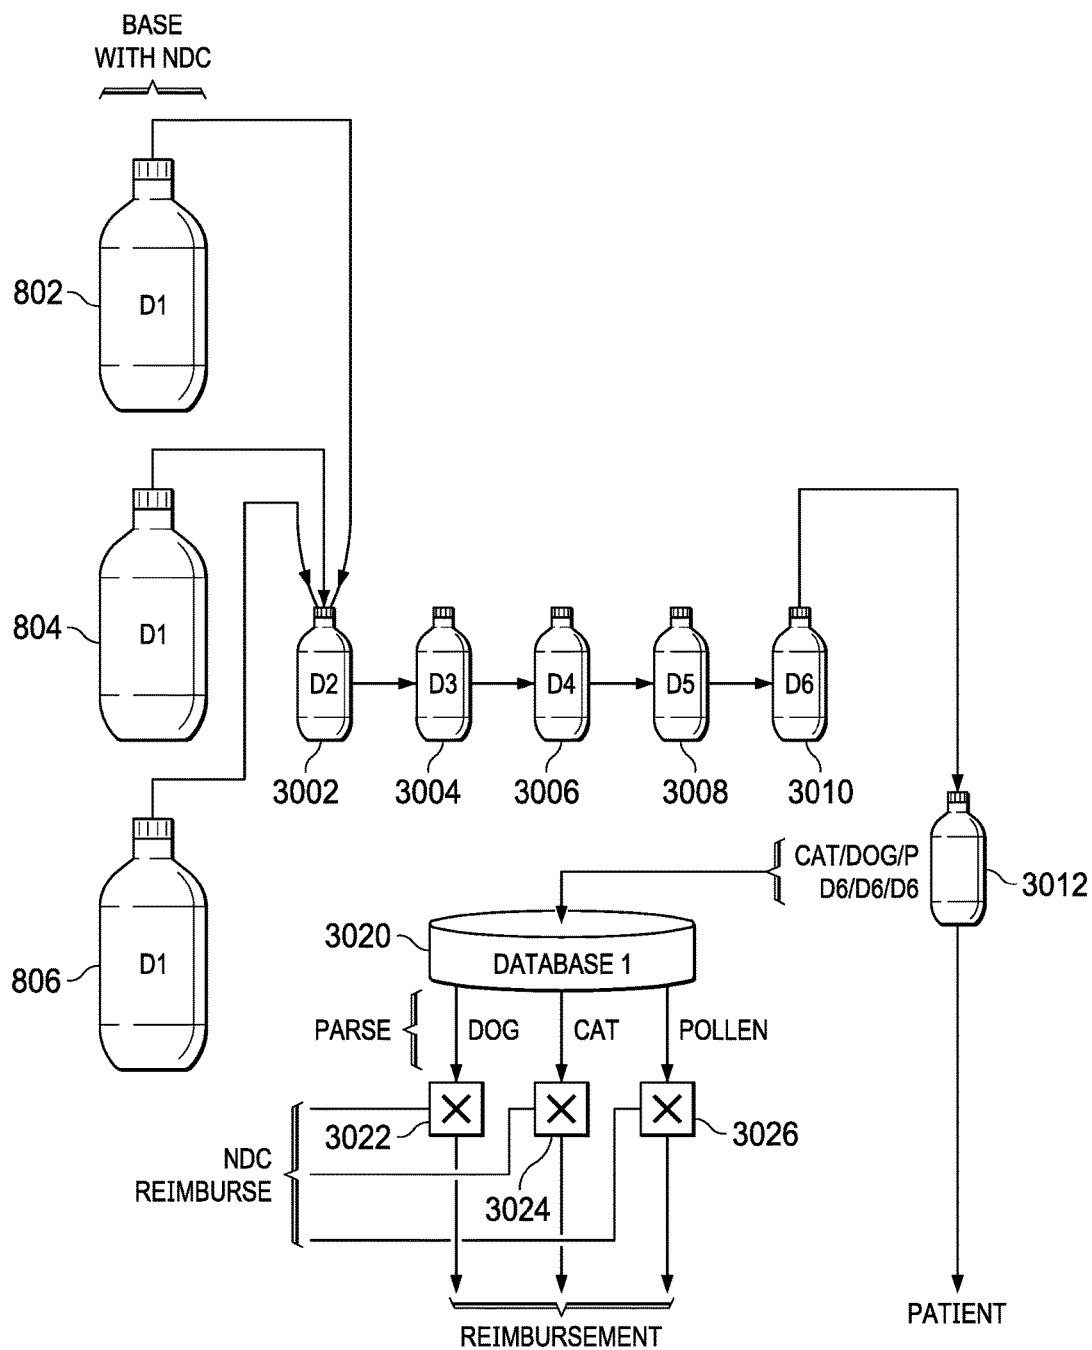 BASE
WITH NDC
D1
802
D1
804
D2
D3
D4
D5
D6
3002
3004
3006
3008
3010
D1
806
CAT/DOG/P
D6/D6/D6
3012
3020
DATABASE 1
PARSE
DOG
CAT
POLLEN
3022
3024
3026
NDC
REIMBURSE
REIMBURSEMENT
PATIENT